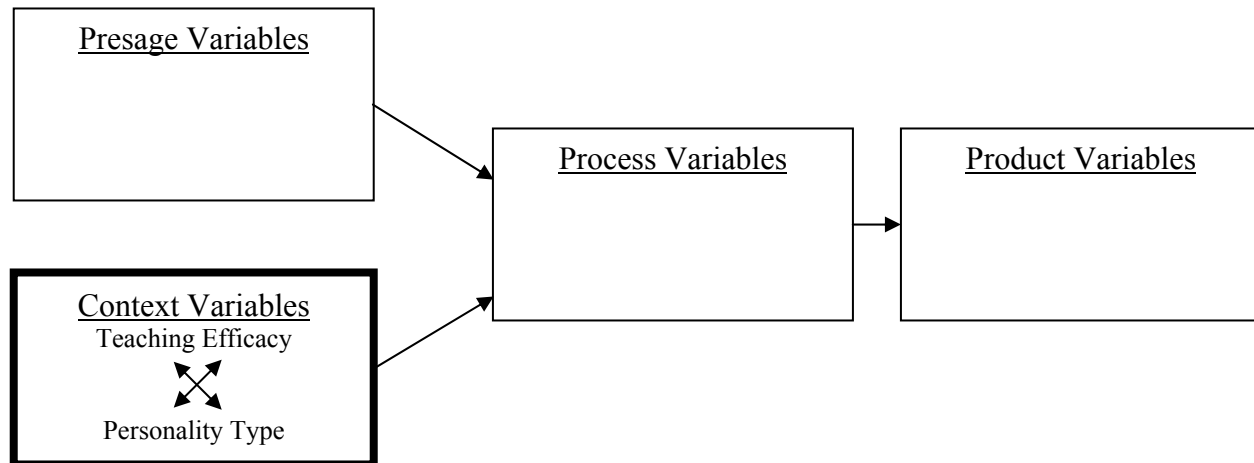 Presage Variables
Process Variables
Product Variables
Context Variables
Teaching Efficacy
Personality Type